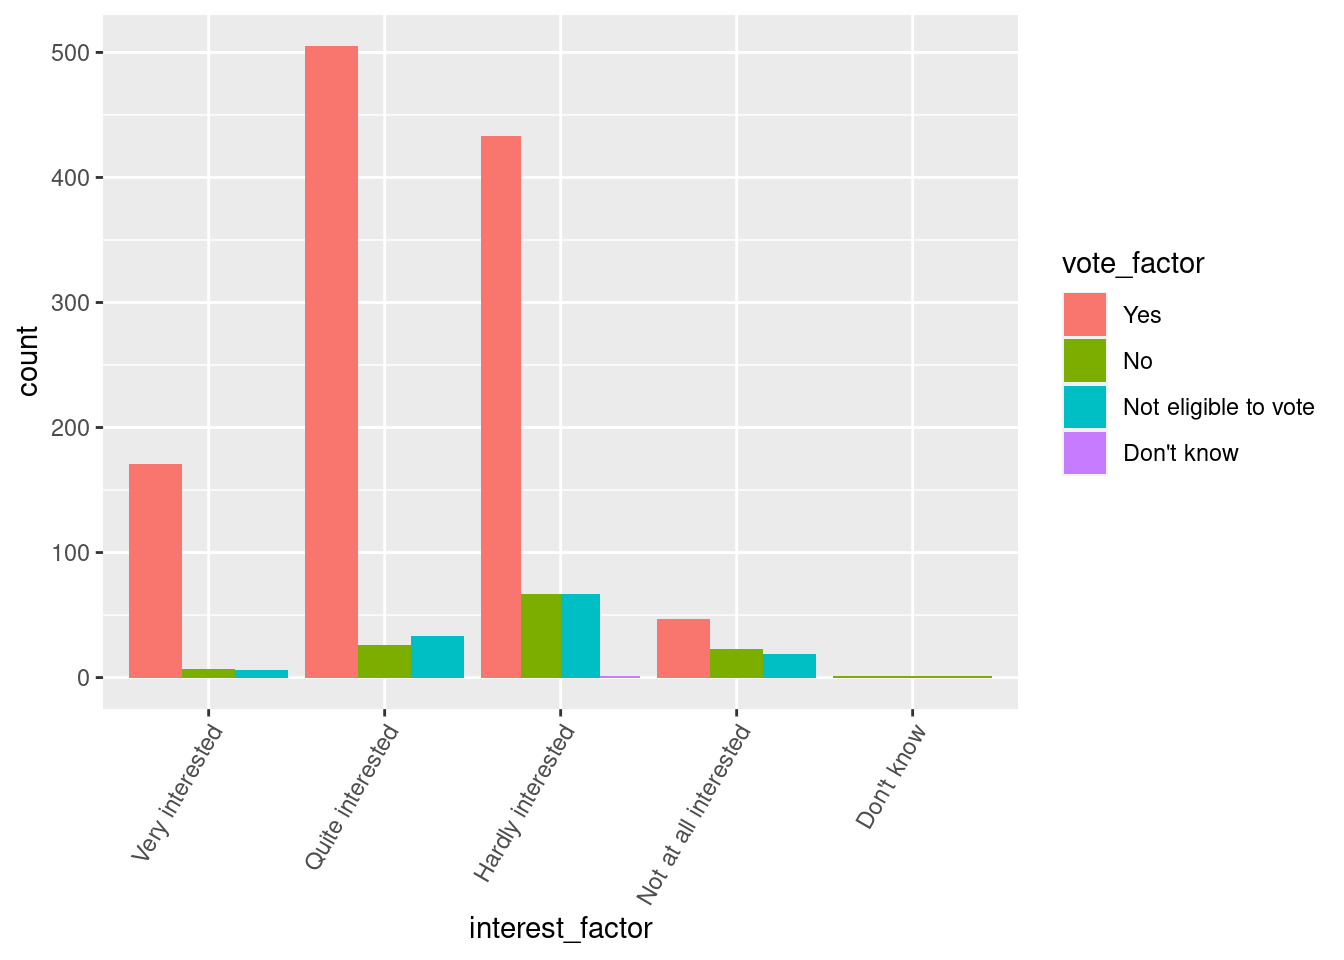 500
400
300
200
100
0
count
Very interested
Quite interested
Hardly interested
Not at all interested
Don't know
interest_factor
vote_factor
Yes
No
Not eligible to vote
Don't know